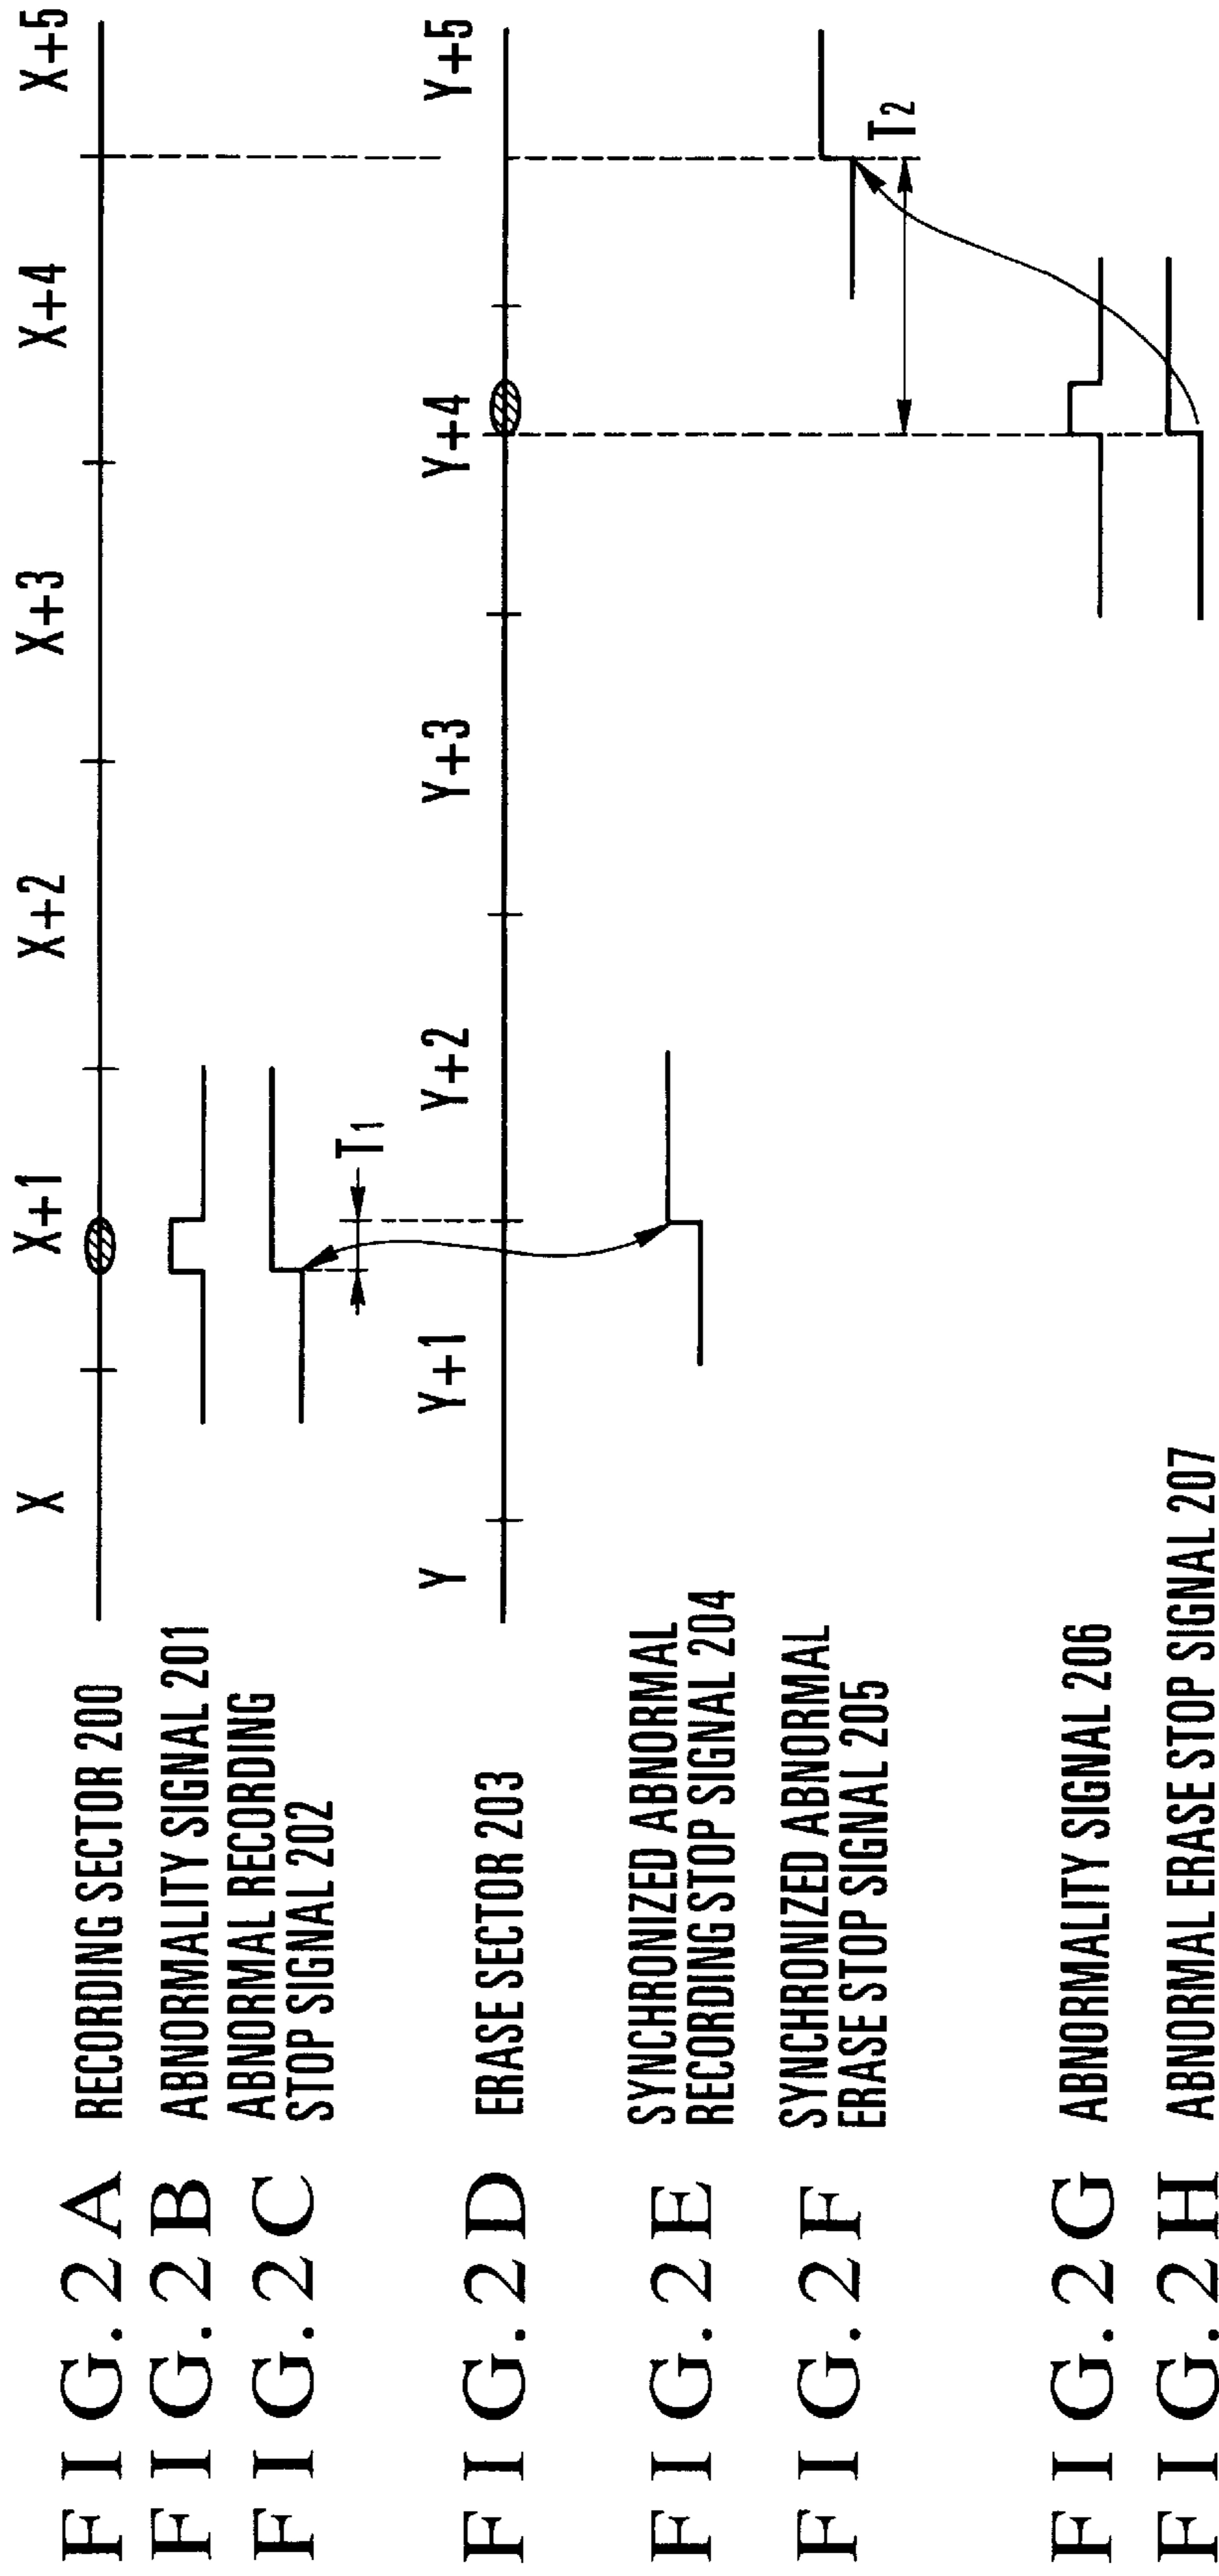 FIG. 2A RECORDING SECTOR 200
X X+1 X+2 X+3 X+4 X+5
FIG. 2B ABNORMALITY SIGNAL 201
FIG. 2C ABNORMAL RECORDING
STOP SIGNAL 202
T1
FIG. 2D ERASE SECTOR 203
Y Y+1 Y+2 Y+3 Y+4 Y+5
FIG. 2E SYNCHRONIZED ABNORMAL
RECORDING STOP SIGNAL 204
FIG. 2F SYNCHRONIZED ABNORMAL
ERASE STOP SIGNAL 205
T2
FIG. 2G ABNORMALITY SIGNAL 206
FIG. 2H ABNORMAL ERASE STOP SIGNAL 207